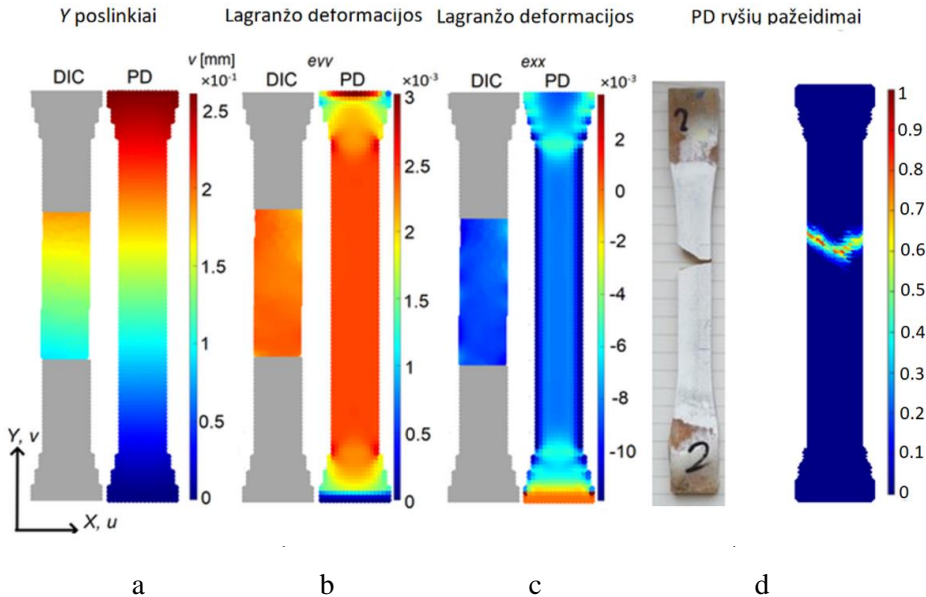 Y poslinkiai
Lagranžo deformacijos
Lagranžo deformacijos
PD ryšių pažeidimai
v [mm]
×10⁻¹
DIC PD
2.5
2
1.5
1
0.5
0
Y, v
X, u
evv
×10⁻³
DIC PD
3
2.5
2
1.5
1
0.5
0
exx
×10⁻³
DIC PD
2
0
-2
-4
-6
-8
-10
2
2
1
0.9
0.8
0.7
0.6
0.5
0.4
0.3
0.2
0.1
0
a b c d